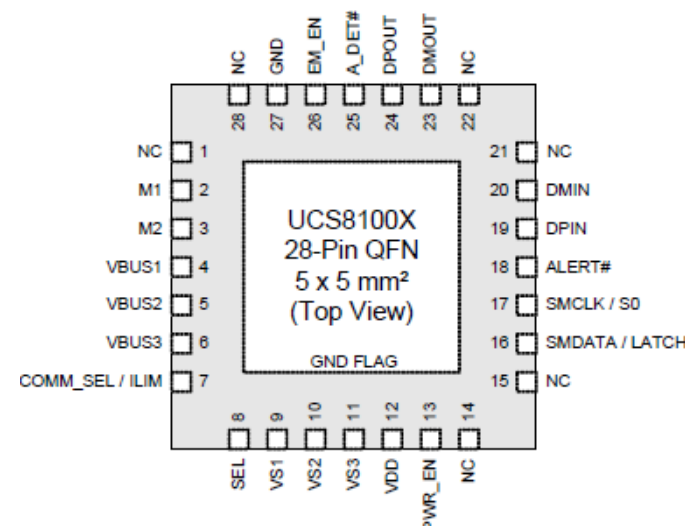 NC
GND
EM_EN
A_DET#
DPOUT
DMOUT
NC
28
27
26
25
24
23
22
NC 1
M1 2
M2 3
VBUS1 4
VBUS2 5
VBUS3 6
COMM_SEL / ILIM 7
UCS8100X
28-Pin QFN
5 x 5 mm²
(Top View)
GND FLAG
21 NC
20 DMIN
19 DPIN
18 ALERT#
17 SMCLK / S0
16 SMDATA / LATCH
15 NC
8
9
10
11
12
13
14
SEL
VS1
VS2
VS3
VDD
PWR_EN
NC